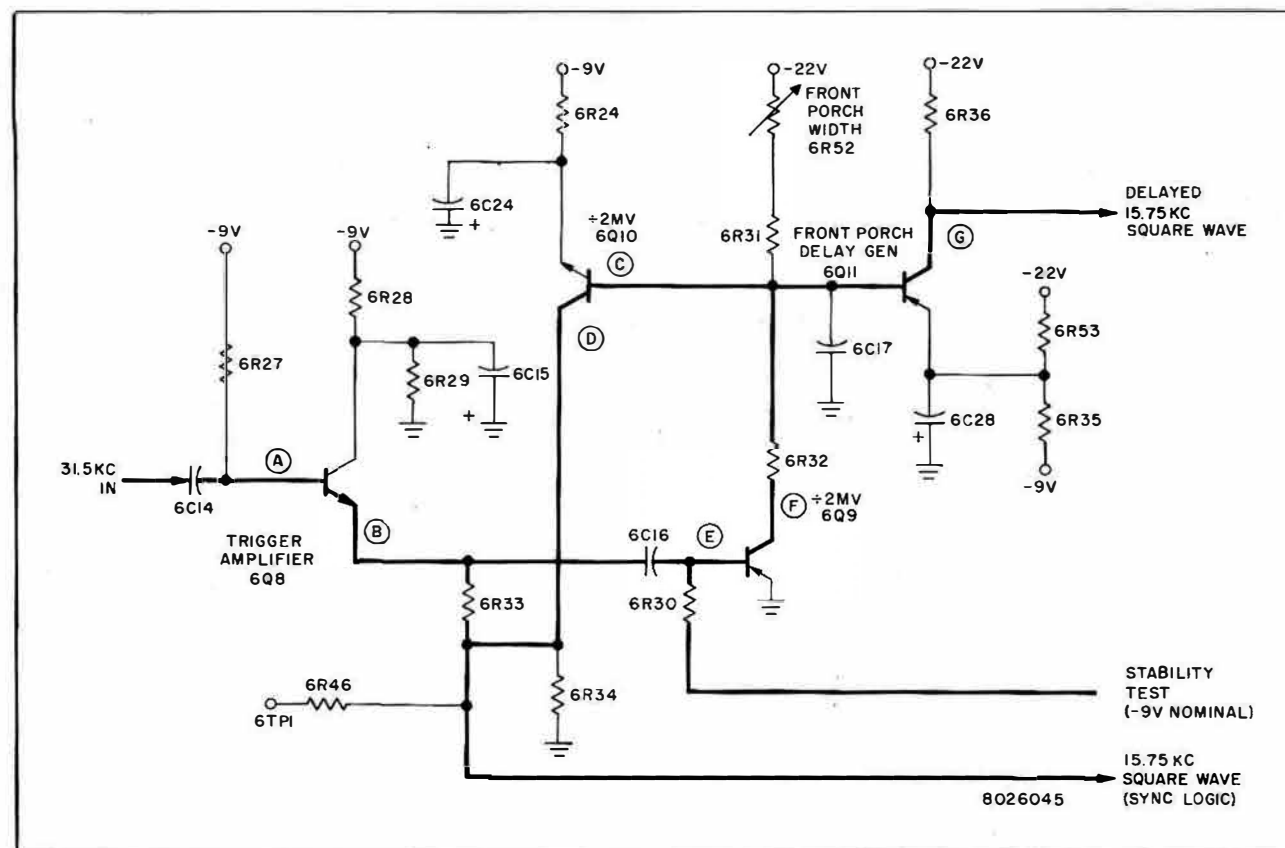 -9V
6R24
6C24
+
÷2MV
6Q10
C
D
-22V
FRONT
PORCH
WIDTH
6R52
6R31
FRONT PORCH
DELAY GEN
6Q11
-22V
6R36
DELAYED
15.75 KC
SQUARE WAVE
G
-22V
6R53
6R35
-9V
6C28
+
6C17
-9V
6R27
-9V
6R28
6R29
6C15
+
31.5KC
IN
6C14
A
B
TRIGGER
AMPLIFIER
6Q8
6R32
F
÷2MV
6Q9
6C16
E
6R30
6R33
6R34
6R46
6TP1
STABILITY
TEST
(-9V NOMINAL)
15.75 KC
SQUARE WAVE
(SYNC LOGIC)
8026045